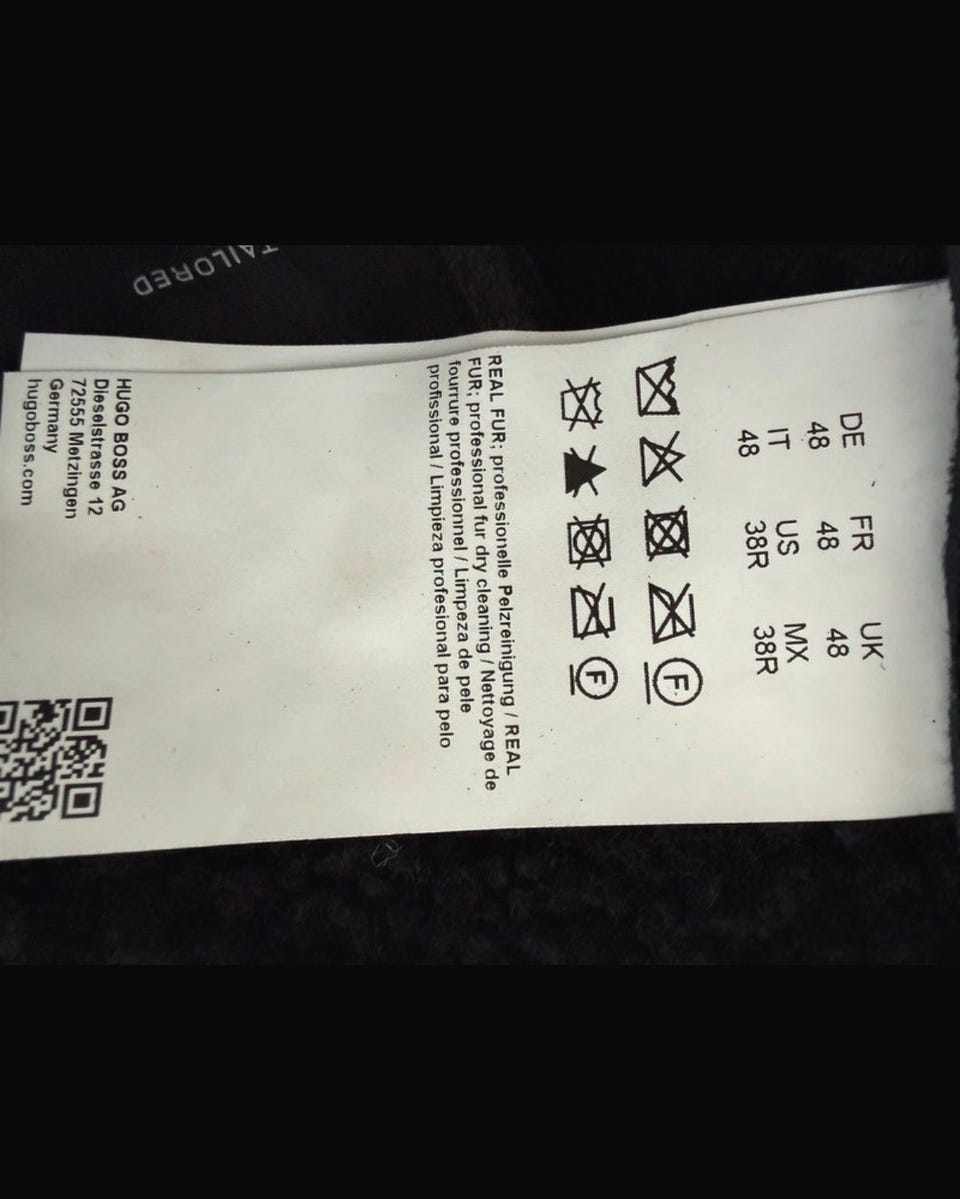 TAILORED
DE FR UK
48 48 48
IT US MX
48 38R 38R
F
F
REAL FUR; professionelle Pelzreinigung / REAL
FUR; professional fur dry cleaning / Nettoyage de
fourrure professionnel / Limpeza de pele
profissional / Limpieza profesional para pelo
HUGO BOSS AG
Dieselstrasse 12
72555 Metzingen
Germany
hugoboss.com